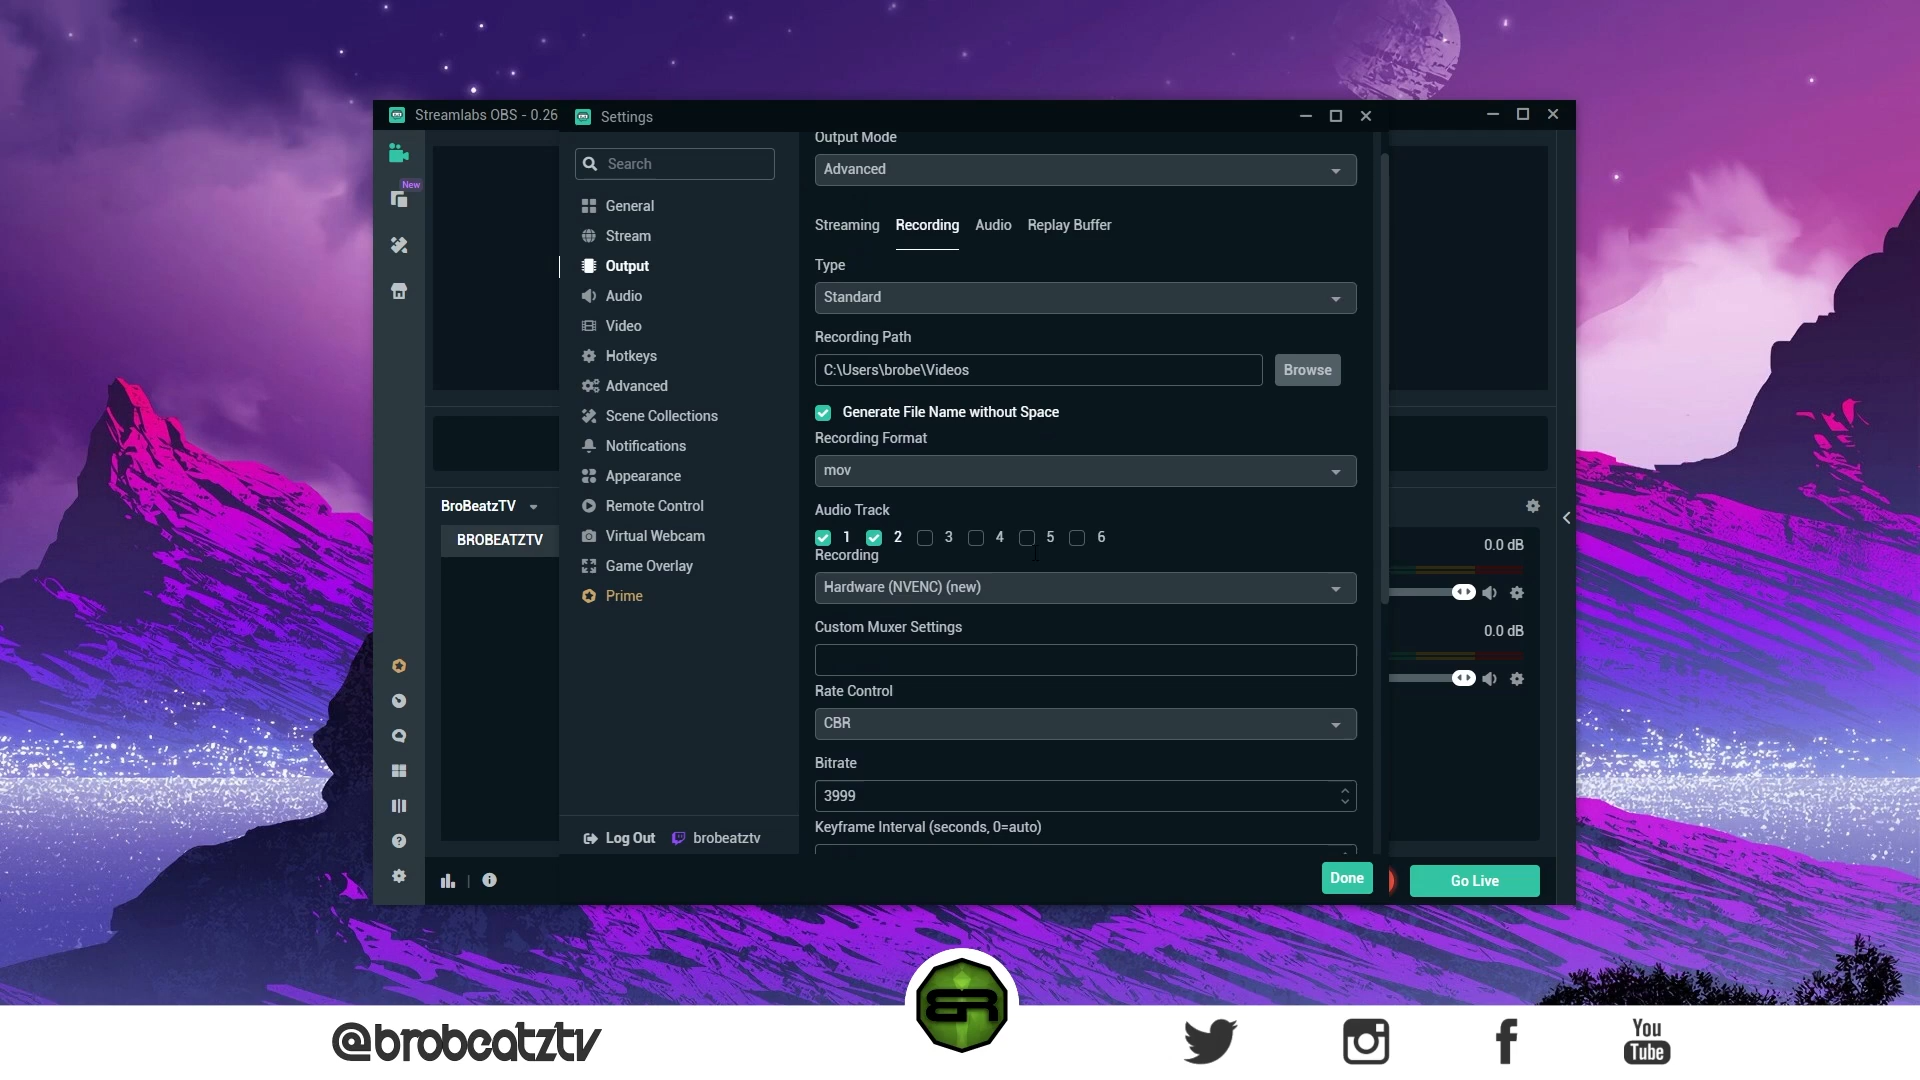 Streamlabs OBS - 0.26
Settings
Search
New
General
Stream
Output
Audio
Video
Hotkeys
Advanced
Scene Collections
Notifications
Appearance
Remote Control
Virtual Webcam
Game Overlay
Prime
Log Out
brobeatztv
Output Mode
Advanced
Streaming Recording Audio Replay Buffer
Type
Standard
Recording Path
C:\Users\brobe\Videos
Browse
Generate File Name without Space
Recording Format
mov
Audio Track
1 2 3 4 5 6
Recording
Hardware (NVENC) (new)
Custom Muxer Settings
Rate Control
CBR
Bitrate
3999
Keyframe Interval (seconds, 0=auto)
Done
BroBeatzTV
BROBEATZTV
0.0 dB
0.0 dB
Go Live
@brobeatztv
BR
You
Tube